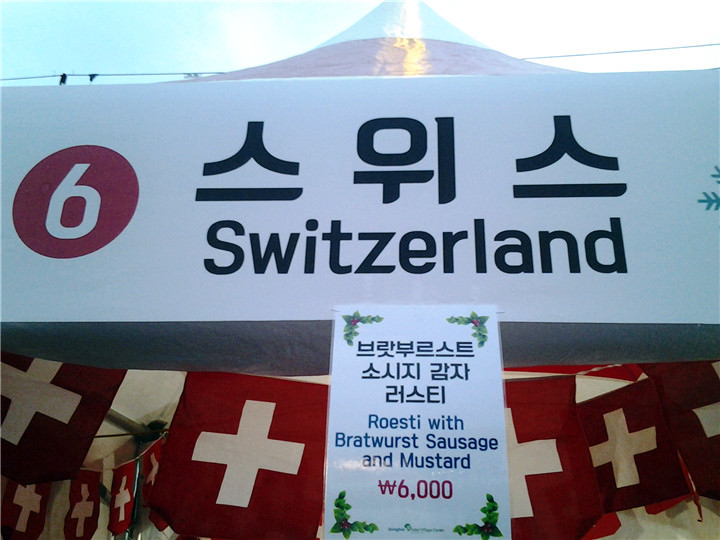 6
스위스
Switzerland
브랏부르스트
소시지 감자
러스티
Roesti with
Bratwurst Sausage
and Mustard
₩6,000